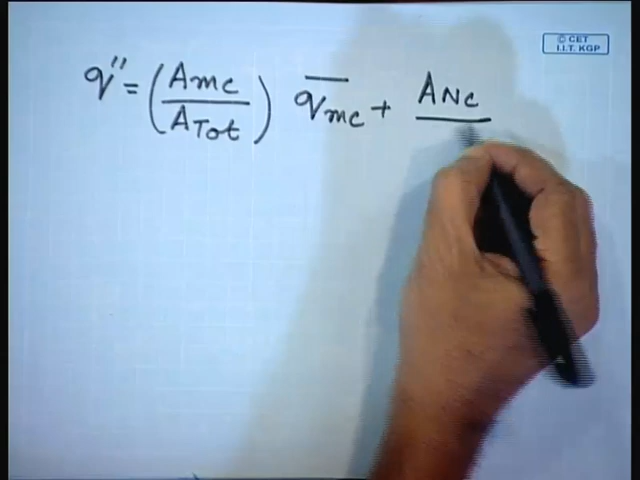 © CET
I.I.T. KGP
q'' = (AMC / ATot) q̅MC + ANC